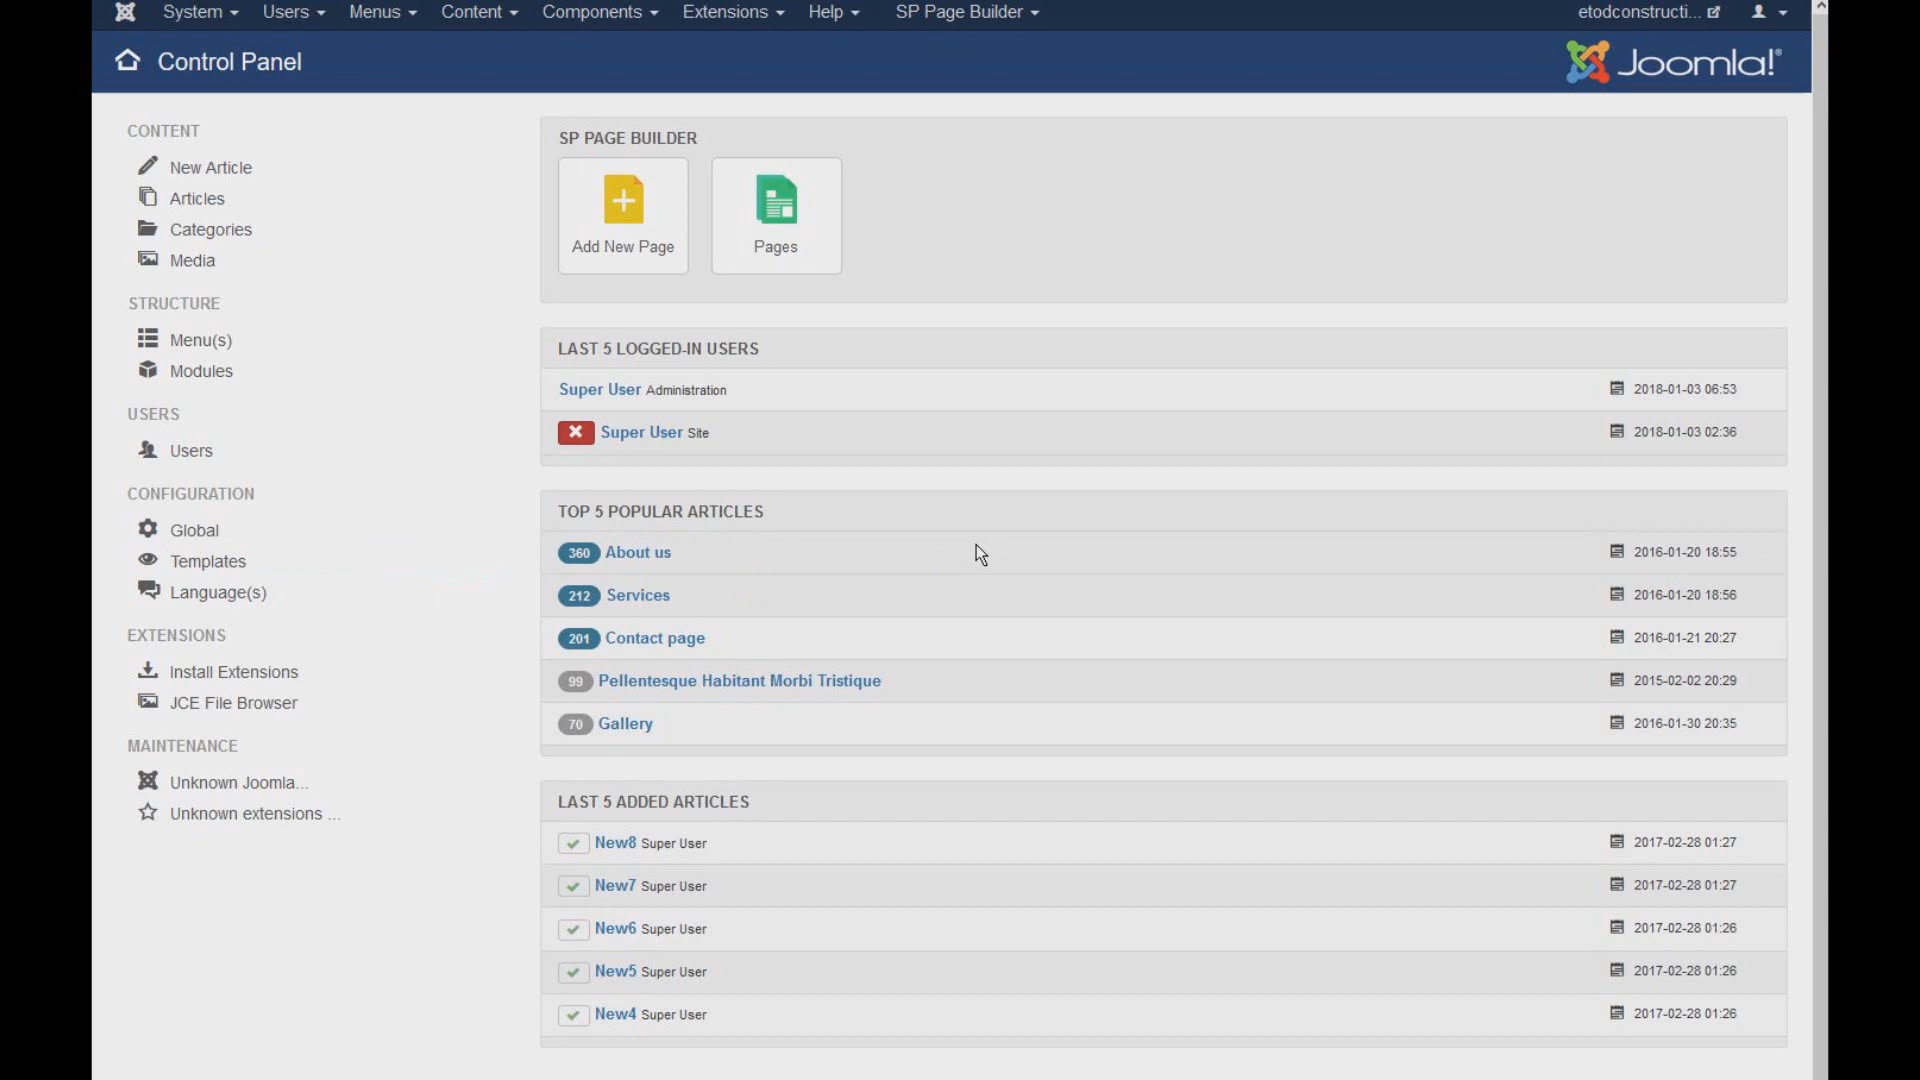 System Users Menus Content Components Extensions Help SP Page Builder etodconstructi...
Control Panel
Joomla!®
CONTENT
New Article
Articles
Categories
Media
STRUCTURE
Menu(s)
Modules
USERS
Users
CONFIGURATION
Global
Templates
Language(s)
EXTENSIONS
Install Extensions
JCE File Browser
MAINTENANCE
Unknown Joomla...
Unknown extensions ...
SP PAGE BUILDER
Add New Page
Pages
LAST 5 LOGGED-IN USERS
Super User Administration 2018-01-03 06:53
Super User Site 2018-01-03 02:36
TOP 5 POPULAR ARTICLES
360 About us 2016-01-20 18:55
212 Services 2016-01-20 18:56
201 Contact page 2016-01-21 20:27
99 Pellentesque Habitant Morbi Tristique 2015-02-02 20:29
70 Gallery 2016-01-30 20:35
LAST 5 ADDED ARTICLES
New8 Super User 2017-02-28 01:27
New7 Super User 2017-02-28 01:27
New6 Super User 2017-02-28 01:26
New5 Super User 2017-02-28 01:26
New4 Super User 2017-02-28 01:26